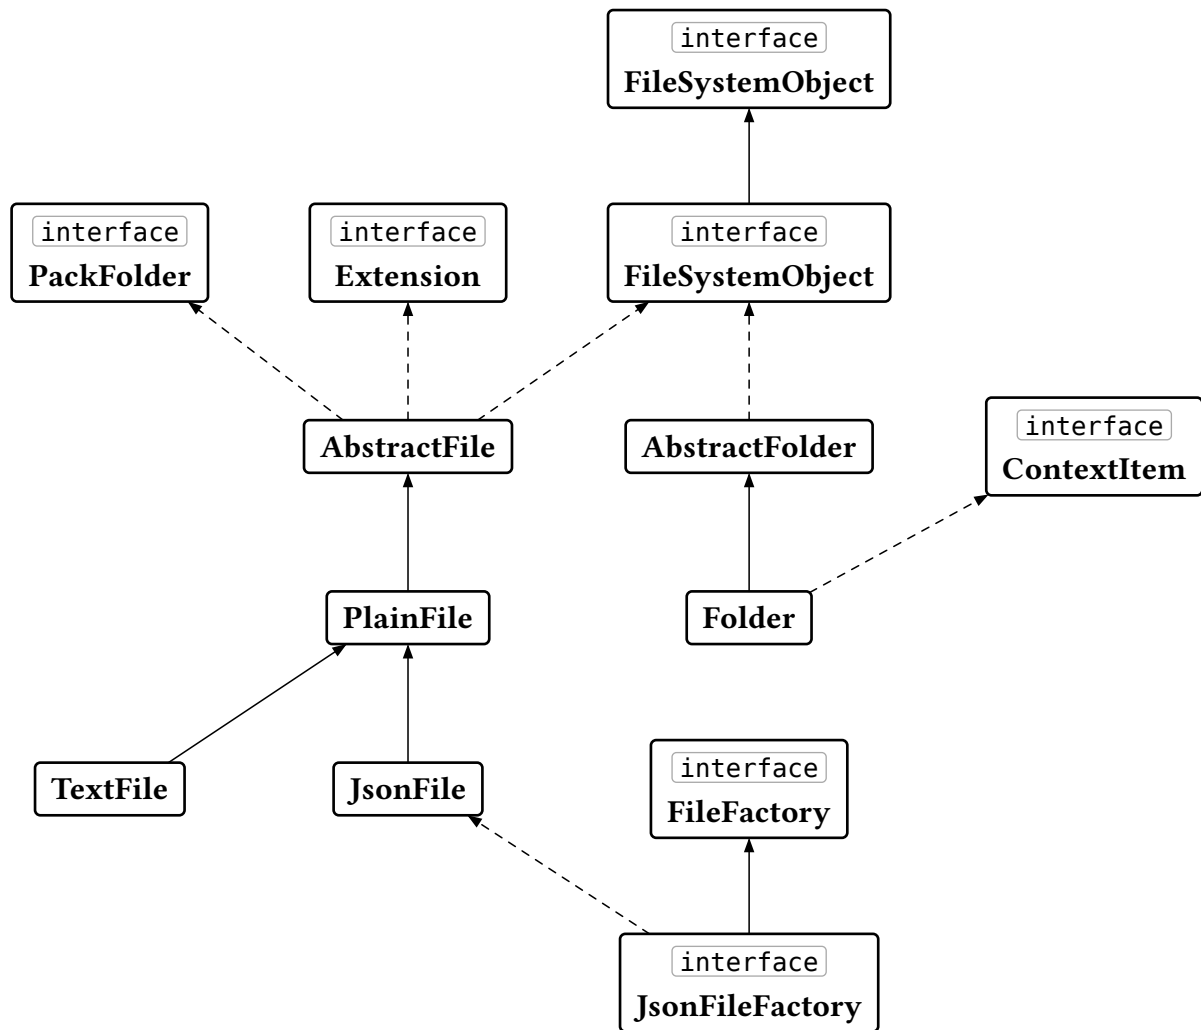 interface
FileSystemObject
interface
PackFolder
interface
Extension
interface
FileSystemObject
AbstractFile
AbstractFolder
interface
ContextItem
PlainFile
Folder
TextFile
JsonFile
interface
FileFactory
interface
JsonFileFactory